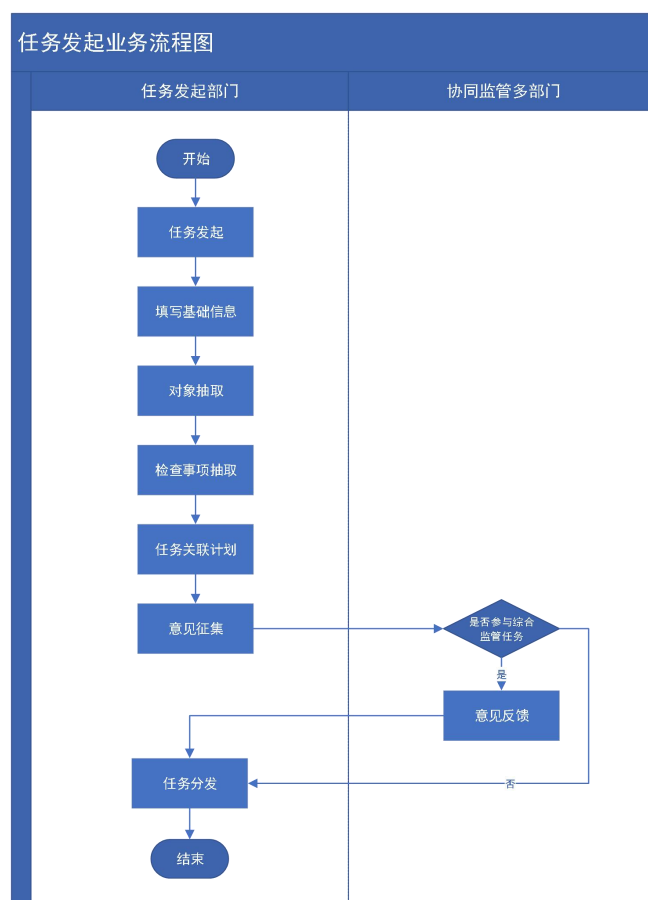 任务发起业务流程图
任务发起部门
协同监管多部门
开始
任务发起
填写基础信息
对象抽取
检查事项抽取
任务关联计划
意见征集
是否参与综合
监管任务
是
意见反馈
任务分发
否
结束